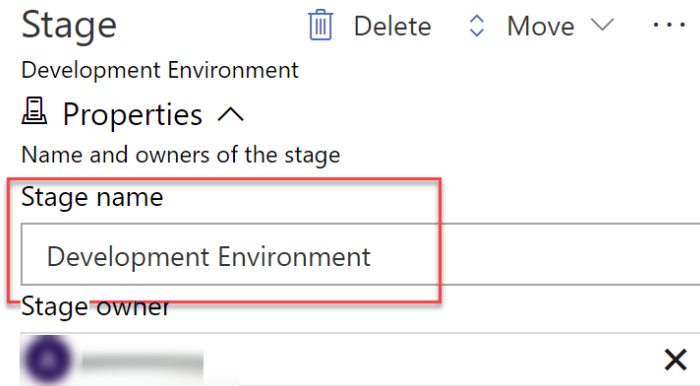 Stage Delete Move ...
Development Environment
Properties
Name and owners of the stage
Stage name
Development Environment
Stage owner